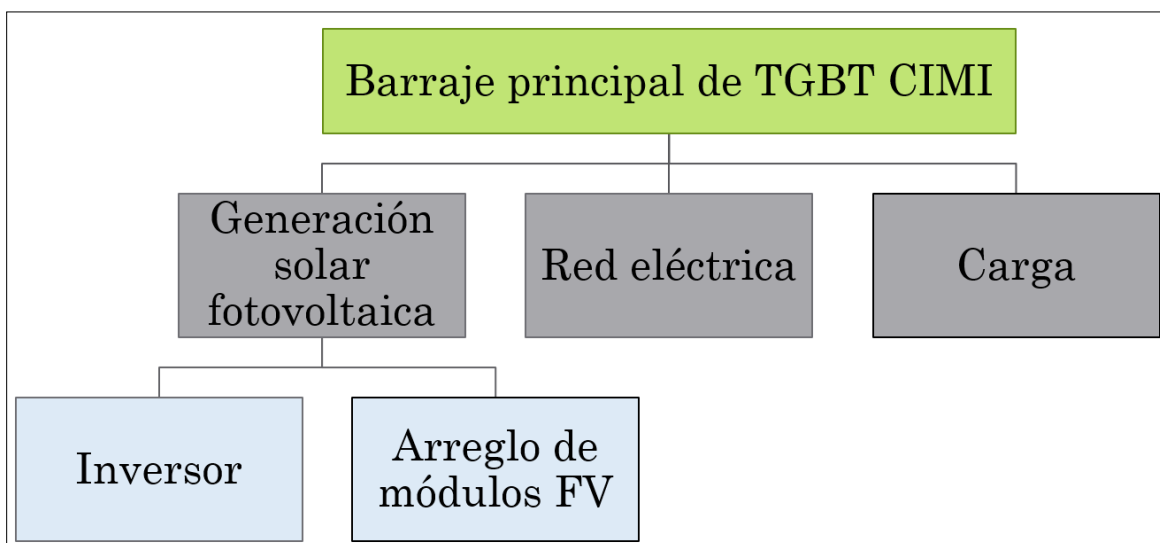 Barraje principal de TGBT CIMI
Generación
solar
fotovoltaica
Red eléctrica
Carga
Inversor
Arreglo de
módulos FV